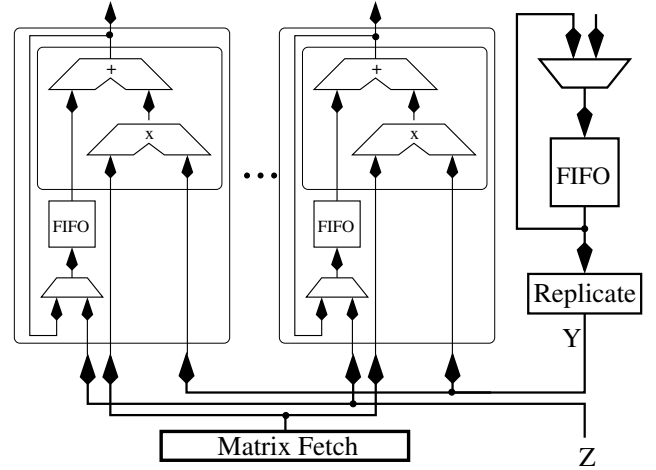 +
+
x
x
...
FIFO
FIFO
FIFO
Replicate
Y
Matrix Fetch
Z